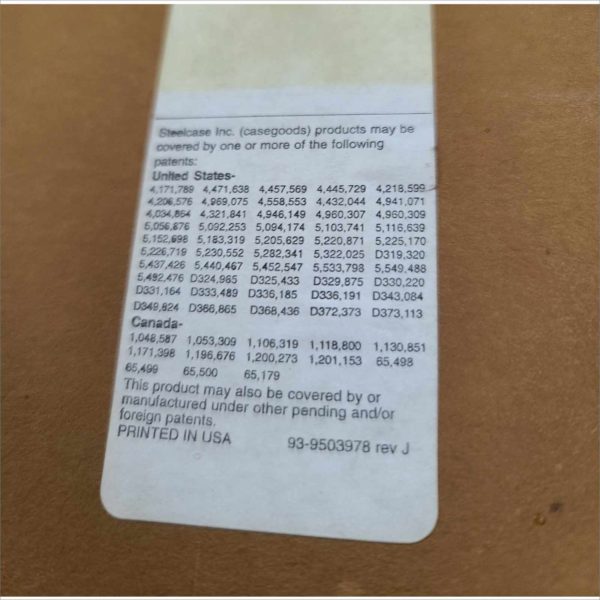 Steelcase Inc. (casegoods) products may be
covered by one or more of the following
patents:
United States-
4,171,789 4,471,638 4,457,569 4,445,729 4,218,599
4,206,576 4,969,075 4,558,553 4,432,044 4,941,071
4,034,864 4,321,841 4,946,149 4,960,307 4,960,309
5,056,876 5,092,253 5,094,174 5,103,741 5,116,639
5,152,698 5,183,319 5,205,629 5,220,871 5,225,170
5,226,719 5,230,552 5,282,341 5,322,025 D319,320
5,437,426 5,440,467 5,452,547 5,533,798 5,549,488
5,492,476 D324,965 D325,433 D329,875 D330,220
D331,164 D333,489 D336,185 D336,191 D343,084
D349,624 D366,865 D368,436 D372,373 D373,113
Canada-
1,048,587 1,053,309 1,106,319 1,118,800 1,130,851
1,171,398 1,196,676 1,200,273 1,201,153 65,498
65,499 65,500 65,179
This product may also be covered by or
manufactured under other pending and/or
foreign patents.
PRINTED IN USA 93-9503978 rev J